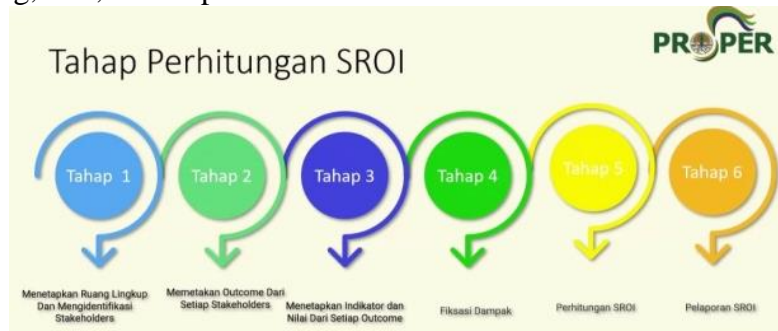 Tahap Perhitungan SROI
PROPER
Tahap 1
Tahap 2
Tahap 3
Tahap 4
Tahap 5
Tahap 6
Menetapkan Ruang Lingkup
Dan Mengidentifikasi
Stakeholders
Memetakan Outcome Dari
Setiap Stakeholders
Menetapkan Indikator dan
Nilai Dari Setiap Outcome
Fiksasi Dampak
Perhitungan SROI
Pelaporan SROI